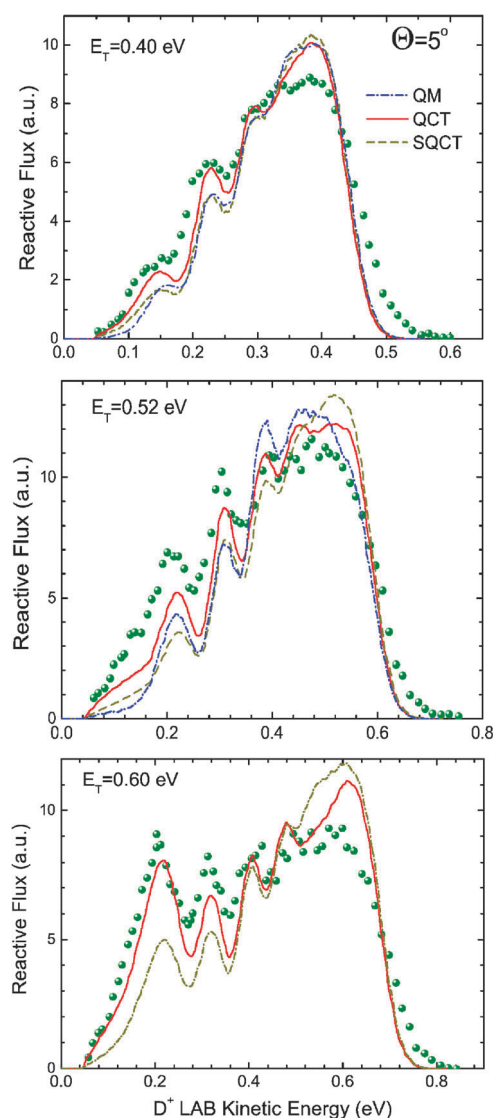 E_T=0.40 eV
Θ=5°
QM
QCT
SQCT
Reactive Flux (a.u.)
10
8
6
4
2
0
0.0 0.1 0.2 0.3 0.4 0.5 0.6
E_T=0.52 eV
Reactive Flux (a.u.)
10
5
0
0.0 0.2 0.4 0.6 0.8
E_T=0.60 eV
Reactive Flux (a.u.)
10
5
0
0.0 0.2 0.4 0.6 0.8
D⁺ LAB Kinetic Energy (eV)